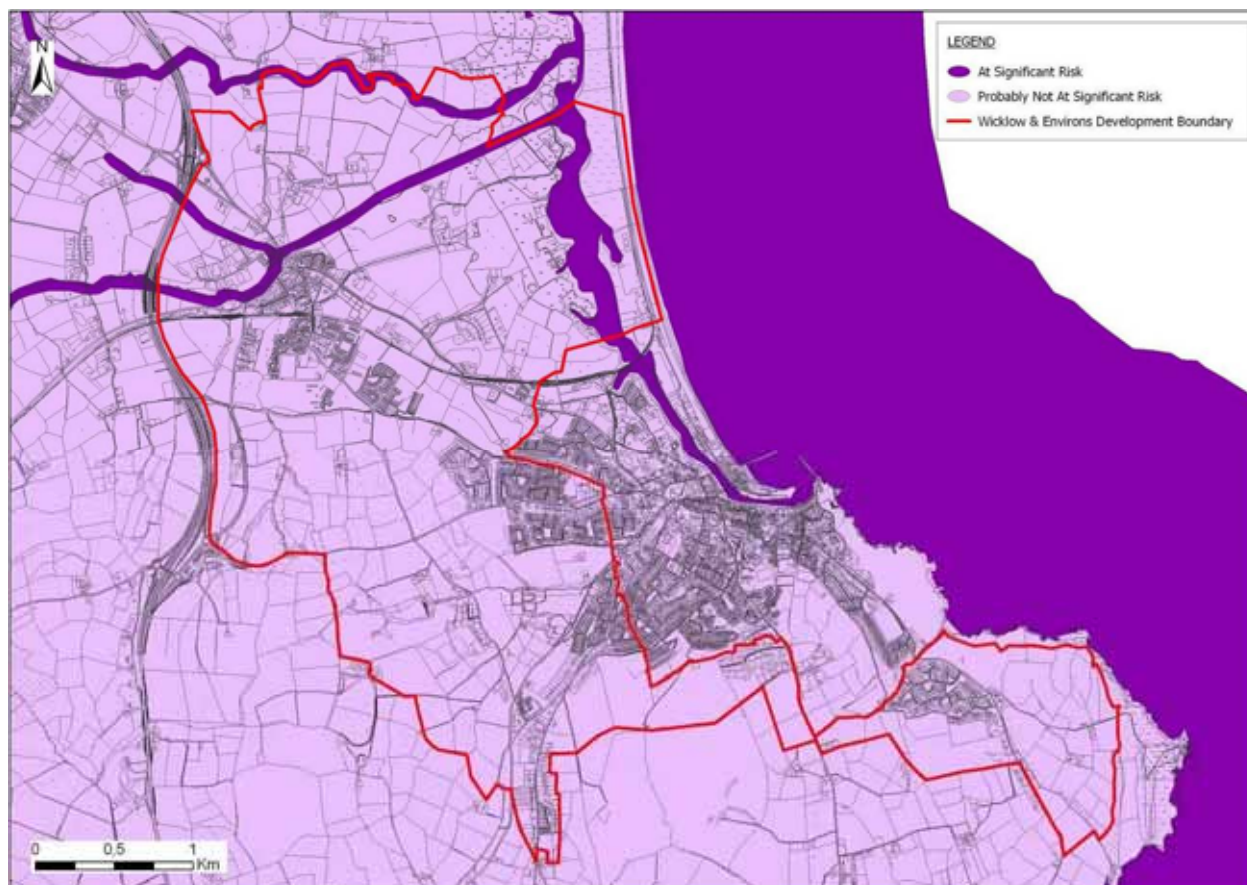 N
LEGEND
At Significant Risk
Probably Not At Significant Risk
Wicklow & Environs Development Boundary
0 0,5 1
Km